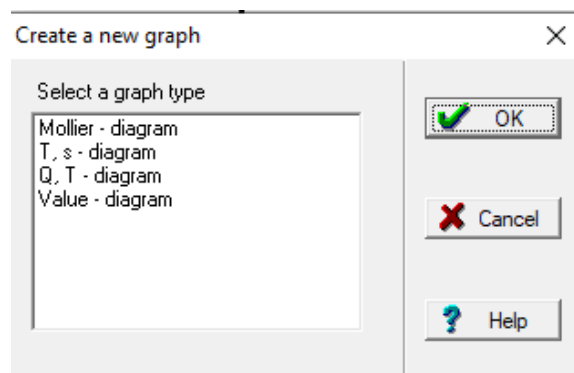 Create a new graph
Select a graph type
Mollier - diagram
T, s - diagram
Q, T - diagram
Value - diagram
OK
Cancel
Help